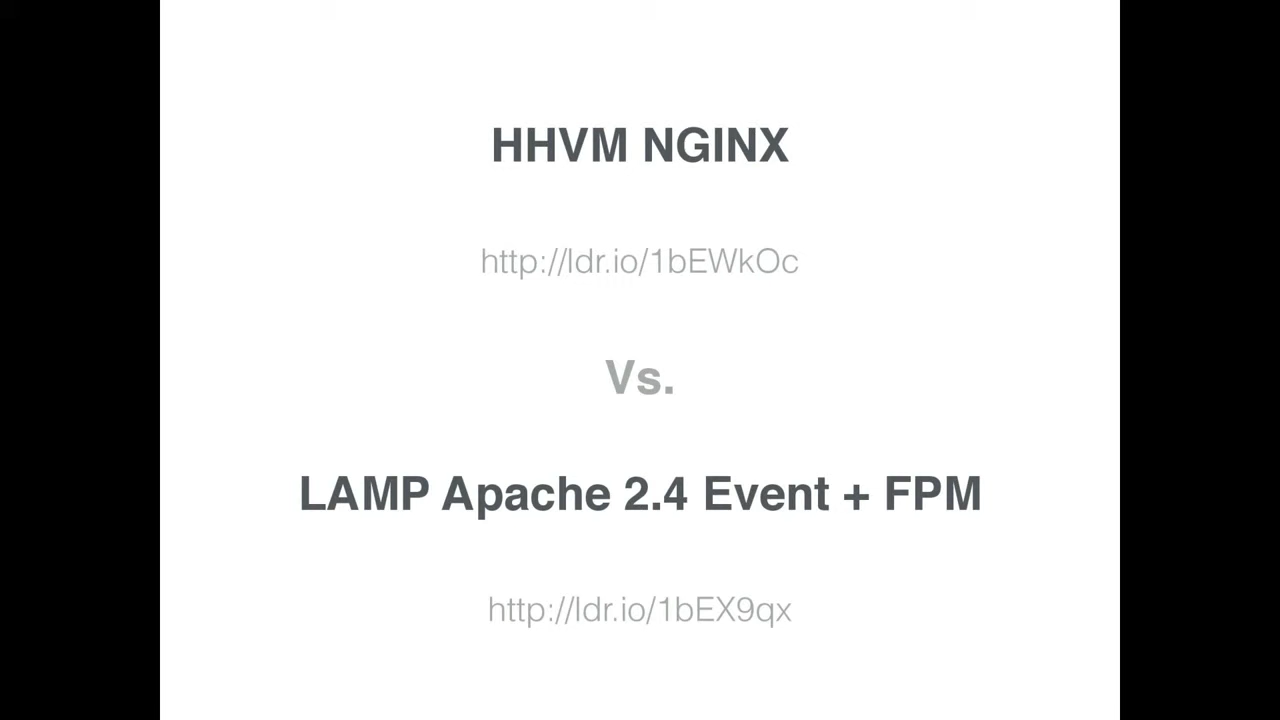 HHVM NGINX
http://ldr.io/1bEWkOc
Vs.
LAMP Apache 2.4 Event + FPM
http://ldr.io/1bEX9qx